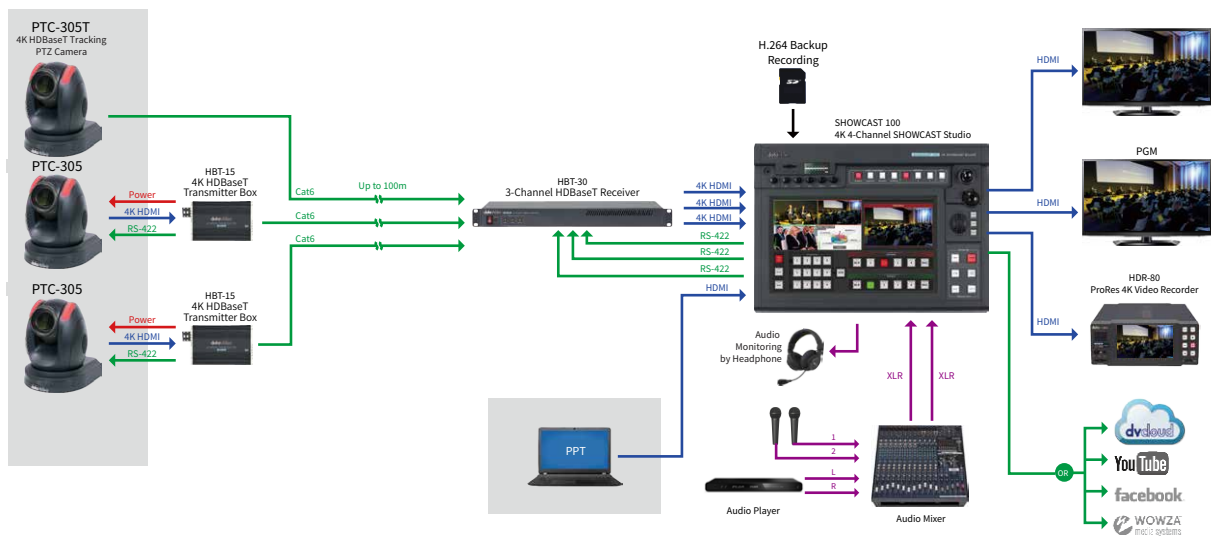 PTC-305T
4K HDBaseT Tracking
PTZ Camera
PTC-305
HBT-15
4K HDBaseT
Transmitter Box
Power
4K HDMI
RS-422
PTC-305
HBT-15
4K HDBaseT
Transmitter Box
Power
4K HDMI
RS-422
Cat6
Up to 100m
Cat6
Cat6
HBT-30
3-Channel HDBaseT Receiver
4K HDMI
4K HDMI
4K HDMI
RS-422
RS-422
RS-422
HDMI
H.264 Backup
Recording
SHOWCAST 100
4K 4-Channel SHOWCAST Studio
Audio
Monitoring
by Headphone
XLR
XLR
PPT
1
2
L
R
Audio Player
Audio Mixer
HDMI
PGM
HDMI
HDR-80
ProRes 4K Video Recorder
HDMI
OR
dvcloud
YouTube
facebook
WOWZA
media systems